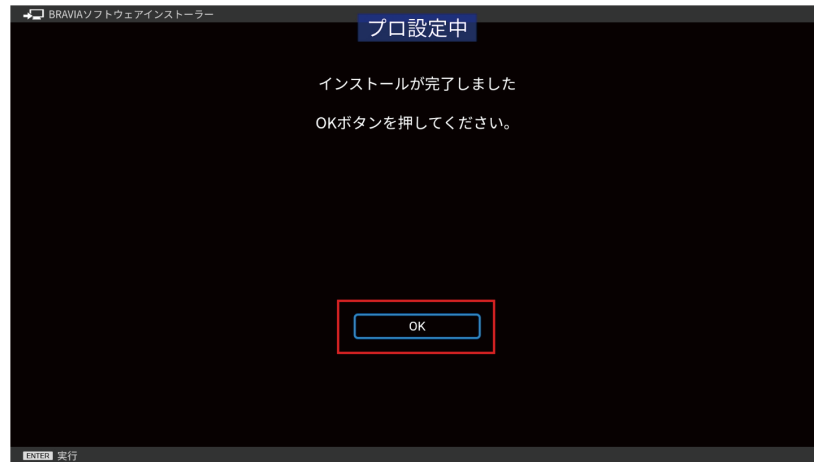 BRAVIAソフトウェアインストーラー
プロ設定中
インストールが完了しました
OKボタンを押してください。
OK
ENTER 実行